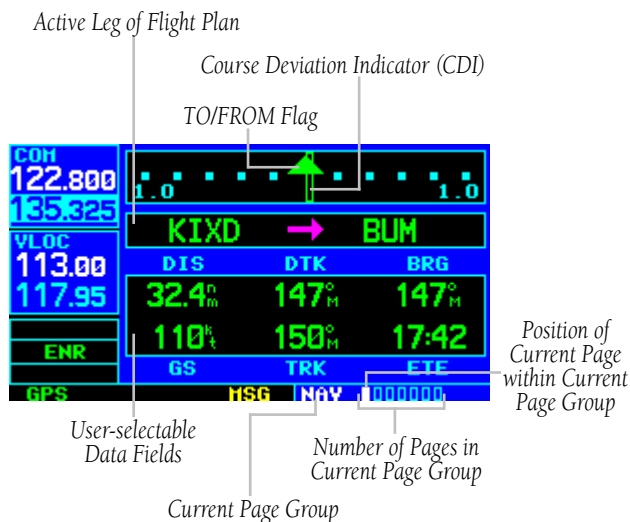 Active Leg of Flight Plan
Course Deviation Indicator (CDI)
TO/FROM Flag
COM
122.800
135.325
1.0 1.0
KIXD BUM
VLOC
113.00
117.95
DIS DTK BRG
32.4nm 147°M 147°M
110kt 150°M 17:42
ENR
GS TRK ETE
GPS MSG NAV
Position of
Current Page
within Current
Page Group
User-selectable
Data Fields
Number of Pages in
Current Page Group
Current Page Group